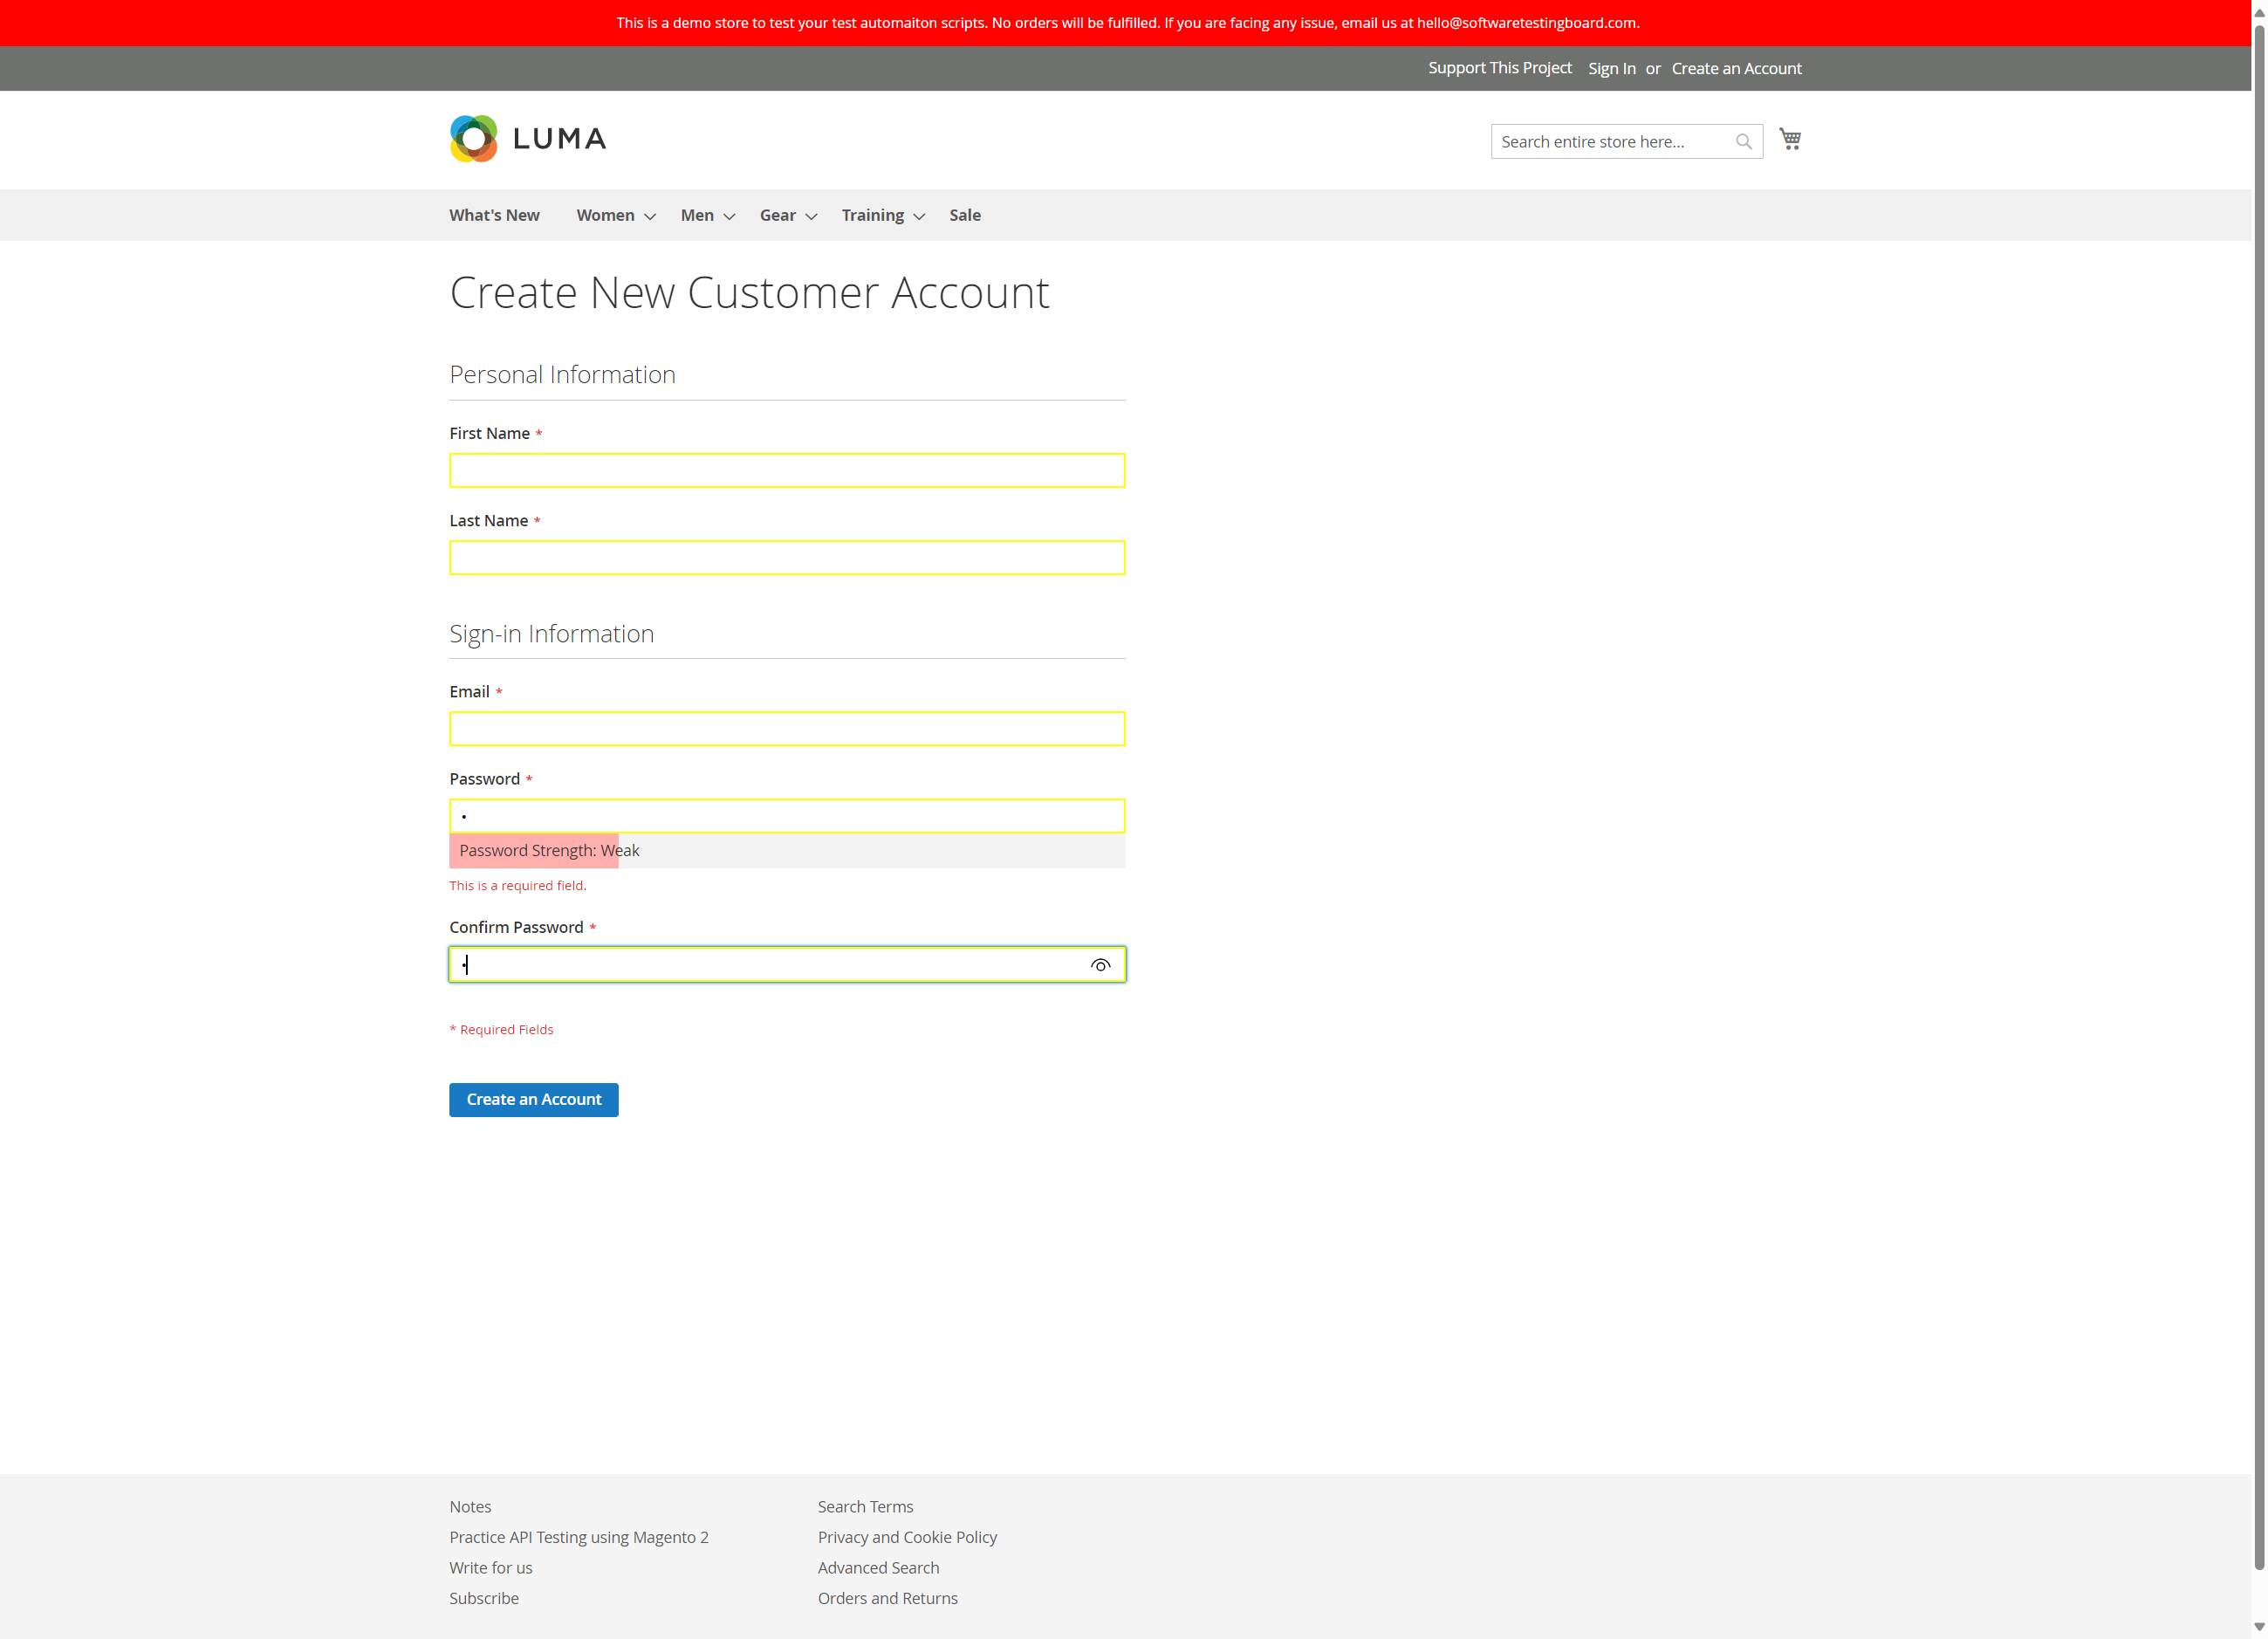 This is a demo store to test your test automaiton scripts. No orders will be fulfilled. If you are facing any issue, email us at hello@softwaretestingboard.com.
Support This Project Sign In or Create an Account
LUMA
Search entire store here...
What's New Women Men Gear Training Sale
Create New Customer Account
Personal Information
First Name *
Last Name *
Sign-in Information
Email *
Password *
Password Strength: Weak
This is a required field.
Confirm Password *
* Required Fields
Create an Account
Notes
Practice API Testing using Magento 2
Write for us
Subscribe
Search Terms
Privacy and Cookie Policy
Advanced Search
Orders and Returns